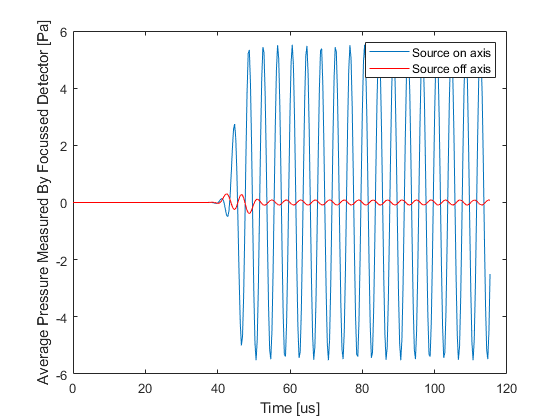 Average Pressure Measured By Focussed Detector [Pa]
6
4
2
0
-2
-4
-6
Source on axis
Source off axis
0 20 40 60 80 100 120
Time [us]